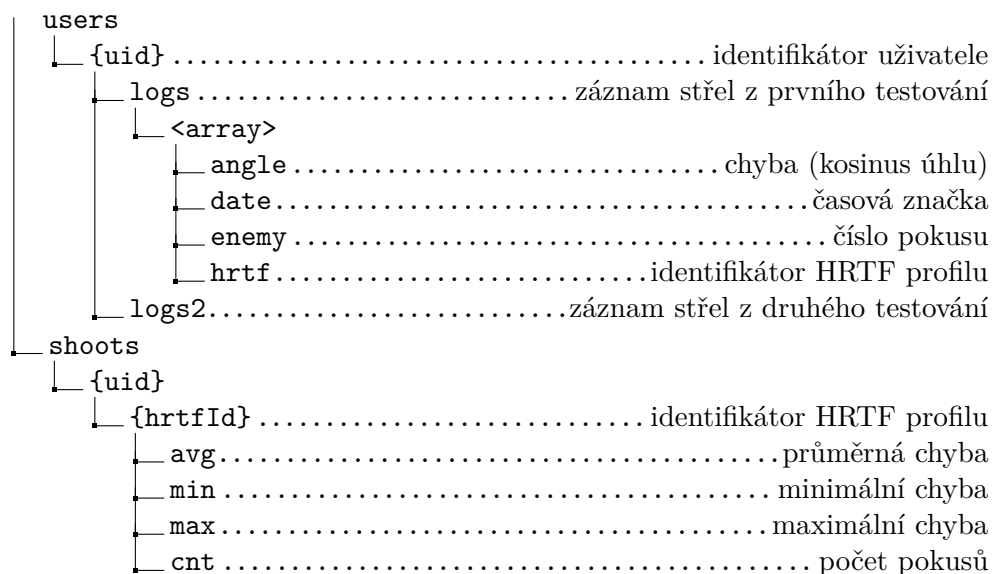 users
{uid} ..................................... identifikátor uživatele
logs .......................... záznam střel z prvního testování
<array>
angle .............................. chyba (kosinus úhlu)
date ..................................... časová značka
enemy ..................................... číslo pokusu
hrtf .......................... identifikátor HRTF profilu
logs2 ......................... záznam střel z druhého testování
shoots
{uid}
{hrtfId} ........................... identifikátor HRTF profilu
avg ....................................... průměrná chyba
min ...................................... minimální chyba
max ...................................... maximální chyba
cnt ......................................... počet pokusů